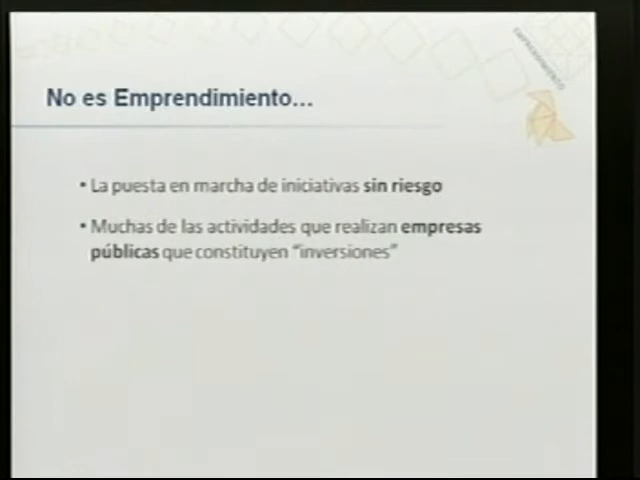 EMPRENDIMIENTO
No es Emprendimiento...
• La puesta en marcha de iniciativas sin riesgo
• Muchas de las actividades que realizan empresas
públicas que constituyen “inversiones”